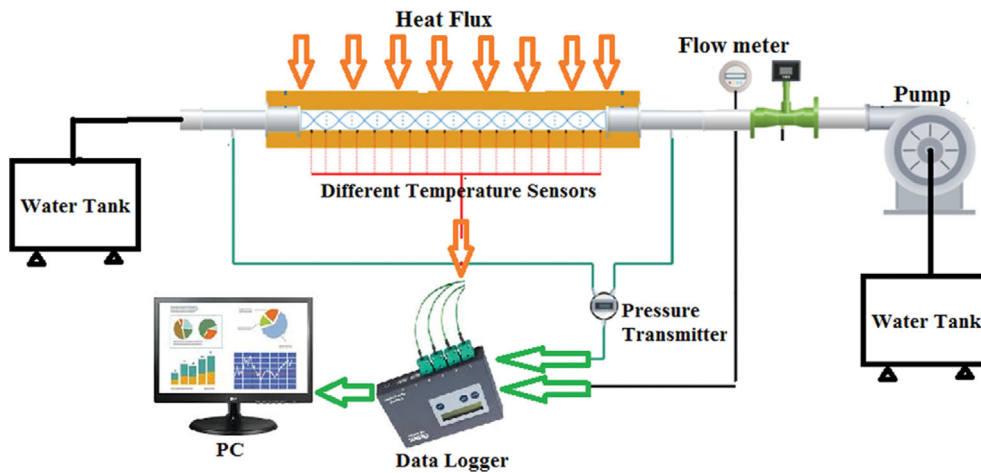 Heat Flux
Flow meter
Pump
Different Temperature Sensors
Water Tank
Pressure
Transmitter
Water Tank
PC
Data Logger